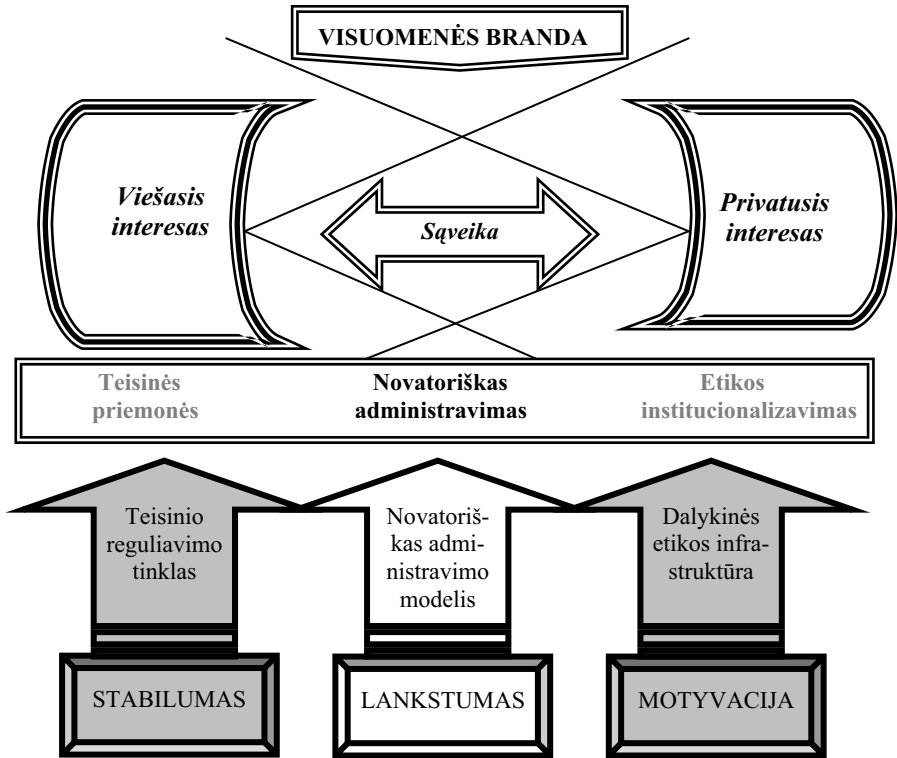 VISUOMENĖS BRANDA
Viešasis
interesas
Sąveika
Privatusis
interesas
Teisinės
priemonės
Novatoriškas
administravimas
Etikos
institucionalizavimas
Teisinio
reguliavimo
tinklas
Novatoriš-
kas admi-
nistravimo
modelis
Dalykinės
etikos infra-
struktūra
STABILUMAS
LANKSTUMAS
MOTYVACIJA